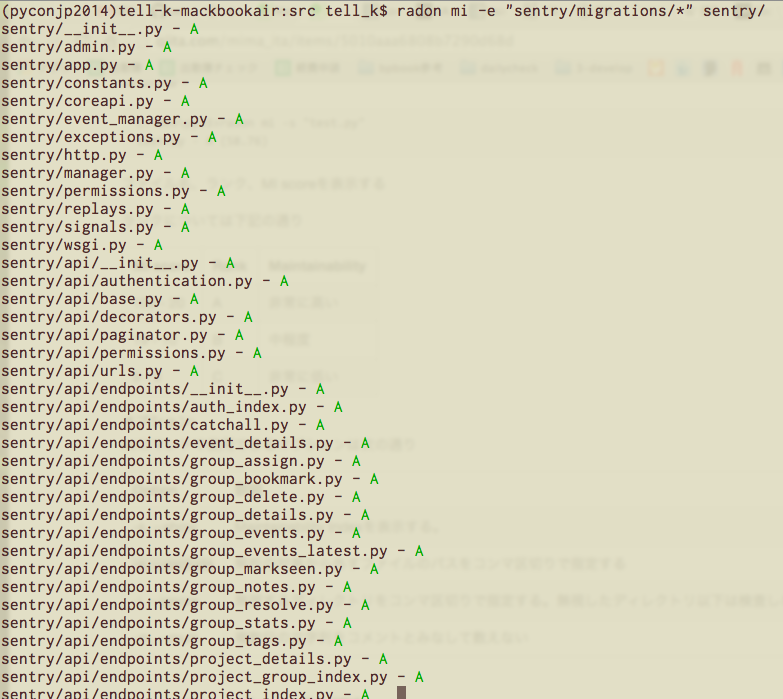 (pyconjp2014)tell-k-mackbookair:src tell_k$ radon mi -e "sentry/migrations/*" sentry/
sentry/__init__.py - A
sentry/admin.py - A
sentry/app.py - A
sentry/constants.py - A
sentry/coreapi.py - A
sentry/event_manager.py - A
sentry/exceptions.py - A
sentry/http.py - A
sentry/manager.py - A
sentry/permissions.py - A
sentry/replays.py - A
sentry/signals.py - A
sentry/wsgi.py - A
sentry/api/__init__.py - A
sentry/api/authentication.py - A
sentry/api/base.py - A
sentry/api/decorators.py - A
sentry/api/paginator.py - A
sentry/api/permissions.py - A
sentry/api/urls.py - A
sentry/api/endpoints/__init__.py - A
sentry/api/endpoints/auth_index.py - A
sentry/api/endpoints/catchall.py - A
sentry/api/endpoints/event_details.py - A
sentry/api/endpoints/group_assign.py - A
sentry/api/endpoints/group_bookmark.py - A
sentry/api/endpoints/group_delete.py - A
sentry/api/endpoints/group_details.py - A
sentry/api/endpoints/group_events.py - A
sentry/api/endpoints/group_events_latest.py - A
sentry/api/endpoints/group_markseen.py - A
sentry/api/endpoints/group_notes.py - A
sentry/api/endpoints/group_resolve.py - A
sentry/api/endpoints/group_stats.py - A
sentry/api/endpoints/group_tags.py - A
sentry/api/endpoints/project_details.py - A
sentry/api/endpoints/project_group_index.py - A
sentry/api/endpoints/project_index.py - A